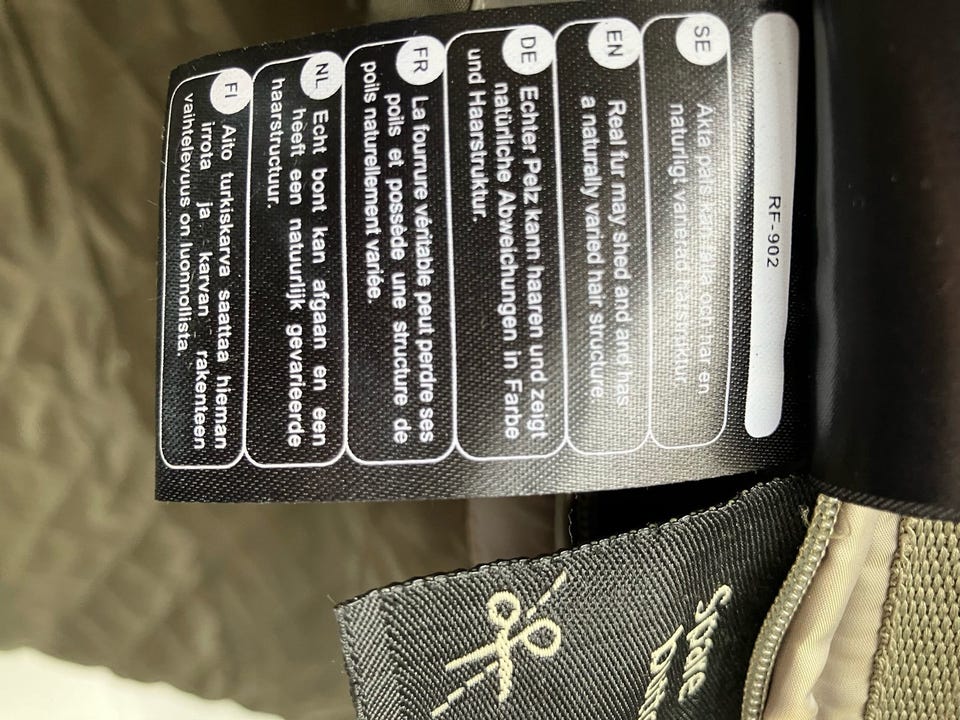 RF-902
SE
Äkta päls kan fälla och har en
naturligt varierad hårstruktur.
EN
Real fur may shed and and has
a naturally varied hair structure
DE
Echter Pelz kann haaren und zeigt
natürliche Abweichungen in Farbe
und Haarstruktur.
FR
La fourrure véritable peut perdre ses
poils et possède une structure de
poils naturellement variée.
NL
Echt bont kan afgaan en een
heeft een natuurlijk gevarieerde
haarstructuur.
FI
Aito turkiskarva saattaa hieman
irrota ja karvan rakenteen
vaihtelevuus on luonnollista.
Spare